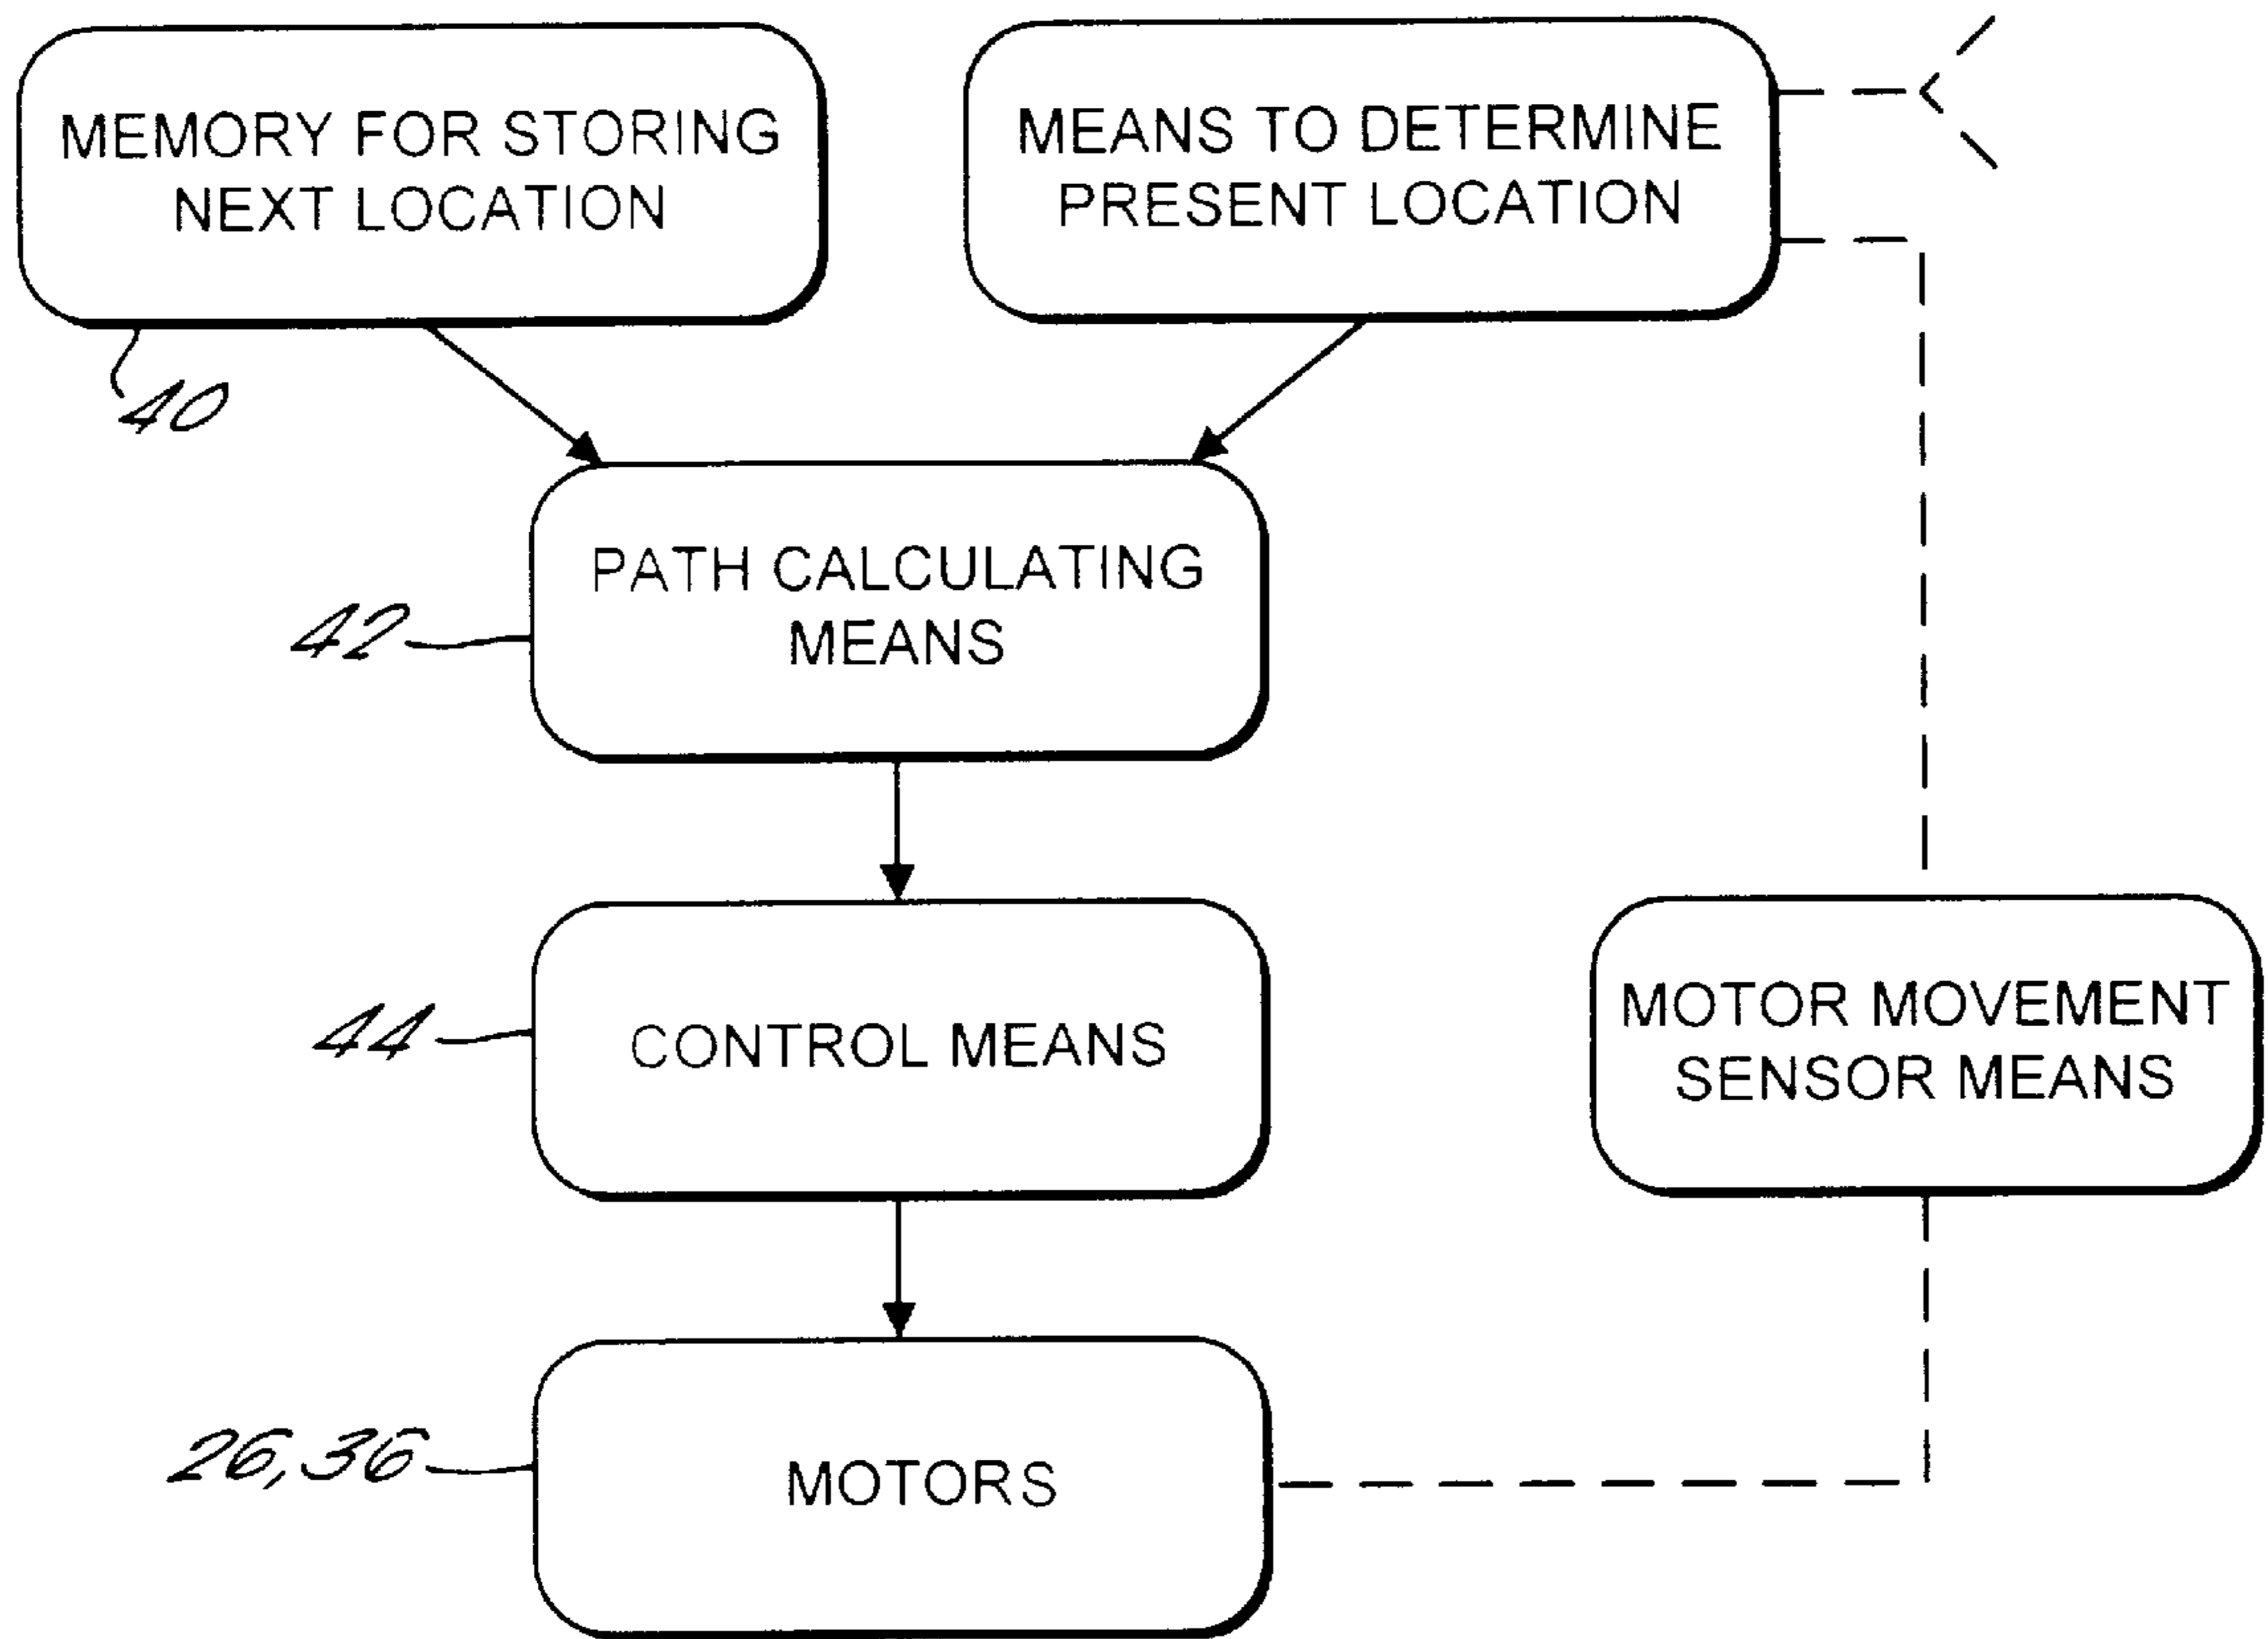 MEMORY FOR STORING
NEXT LOCATION
MEANS TO DETERMINE
PRESENT LOCATION
40
PATH CALCULATING
MEANS
42
CONTROL MEANS
44
MOTOR MOVEMENT
SENSOR MEANS
MOTORS
26,36